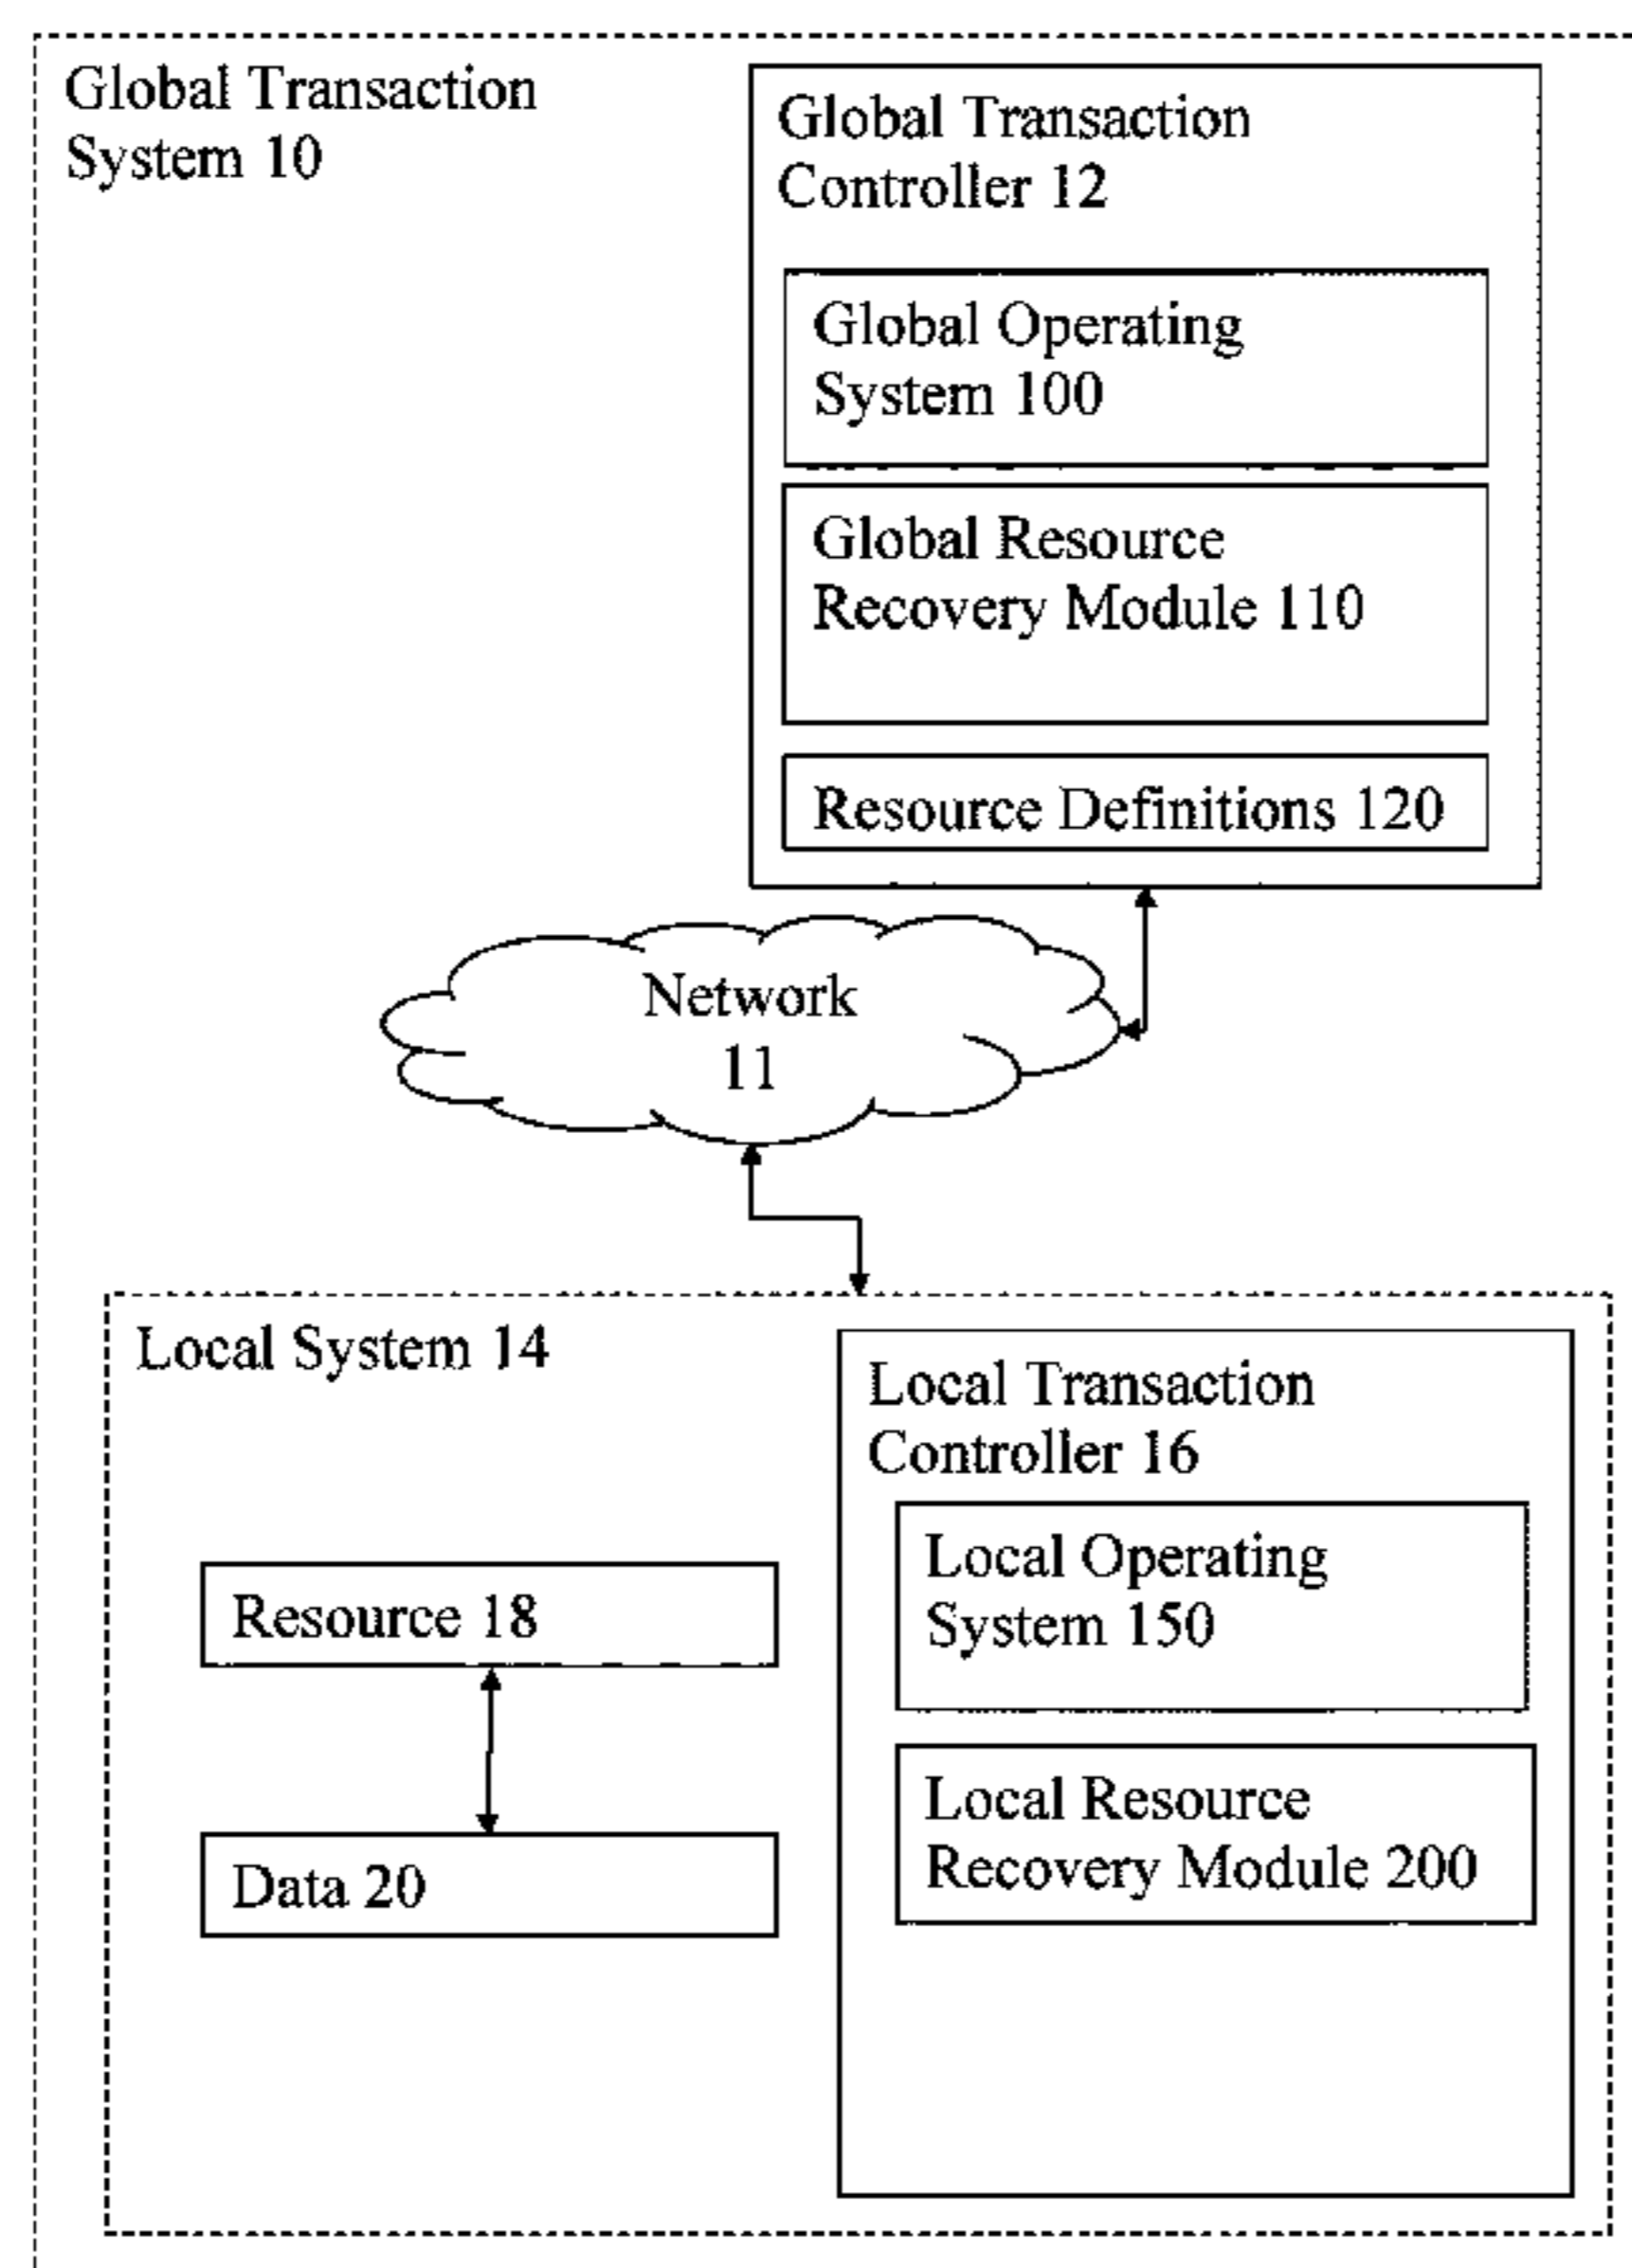 Global Transaction
System 10
Global Transaction
Controller 12
Global Operating
System 100
Global Resource
Recovery Module 110
Resource Definitions 120
Network
11
Local System 14
Local Transaction
Controller 16
Local Operating
System 150
Resource 18
Local Resource
Recovery Module 200
Data 20